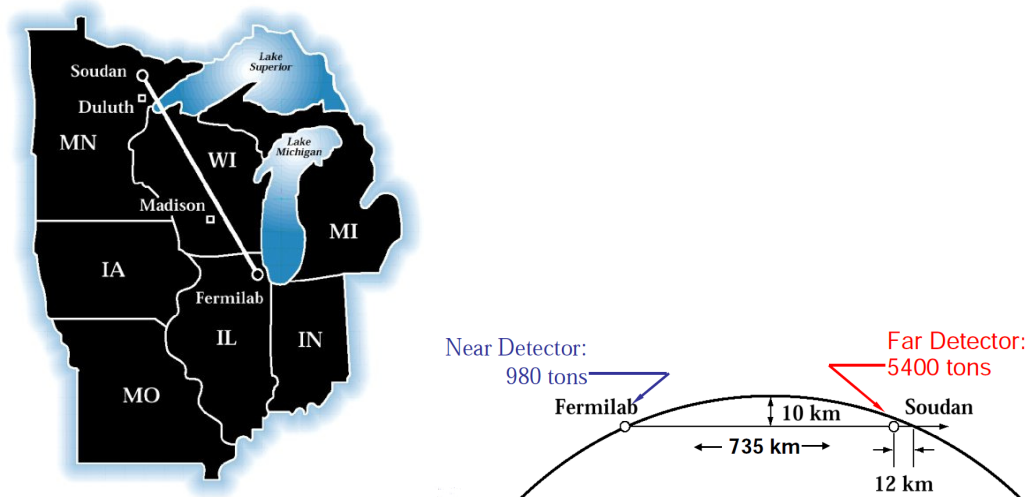 Lake
Superior
Soudan
Duluth
MN
Lake
Michigan
WI
Madison
MI
IA
Fermilab
IL
IN
MO
Near Detector:
980 tons
Far Detector:
5400 tons
Fermilab
10 km
Soudan
735 km
12 km